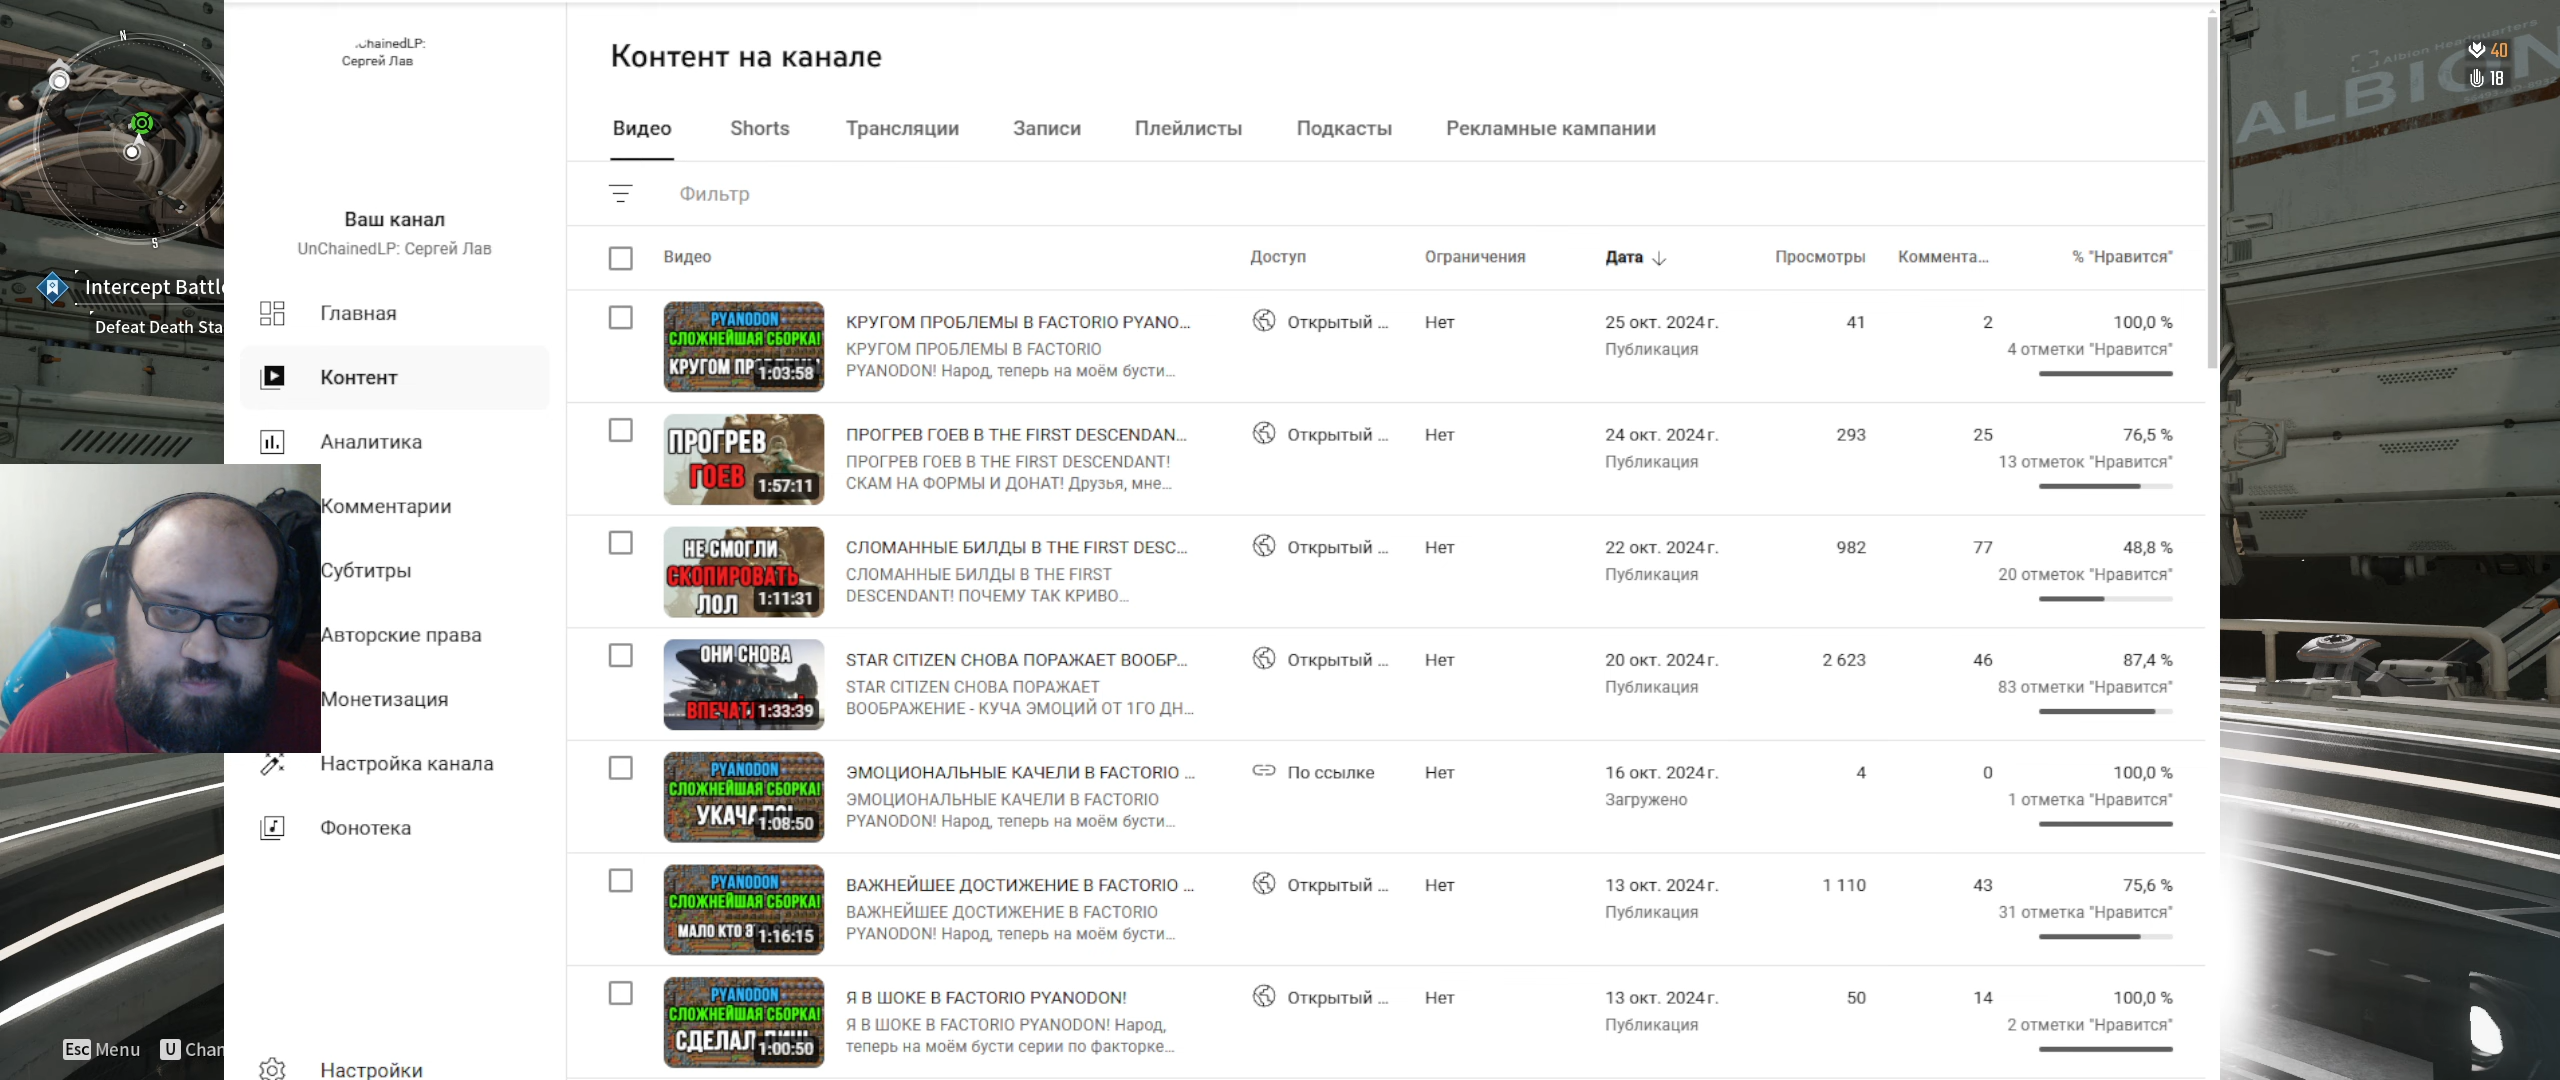 N
S
Intercept Battl
Defeat Death Sta
40
18
Albion Headquarters
ALBION
ChainedLP:
Сергей Лав
Ваш канал
UnChainedLP: Сергей Лав
Главная
Контент
Аналитика
Комментарии
Субтитры
Авторские права
Монетизация
Настройка канала
Фонотека
Настройки
Esc Menu U Chan
Контент на канале
Видео Shorts Трансляции Записи Плейлисты Подкасты Рекламные кампании
Фильтр
Видео Доступ Ограничения Дата Просмотры Коммента... % "Нравится"
PYANODON
СЛОЖНЕЙШАЯ СБОРКА!
1:03:58
КРУГОМ ПРОБЛЕМЫ В FACTORIO PYANO...
КРУГОМ ПРОБЛЕМЫ В FACTORIO
PYANODON! Народ, теперь на моём бусти...
Открытый ... Нет 25 окт. 2024 г. 41 2 100,0 %
Публикация 4 отметки "Нравится"
ПРОГРЕВ
ГОЕВ
1:57:11
ПРОГРЕВ ГОЕВ В THE FIRST DESCENDAN...
ПРОГРЕВ ГОЕВ В THE FIRST DESCENDANT!
СКАМ НА ФОРМЫ И ДОНАТ! Друзья, мне...
Открытый ... Нет 24 окт. 2024 г. 293 25 76,5 %
Публикация 13 отметок "Нравится"
НЕ СМОГЛИ
СКОПИРОВАТЬ
ЛОЛ
1:11:31
СЛОМАННЫЕ БИЛДЫ В THE FIRST DESC...
СЛОМАННЫЕ БИЛДЫ В THE FIRST
DESCENDANT! ПОЧЕМУ ТАК КРИВО...
Открытый ... Нет 22 окт. 2024 г. 982 77 48,8 %
Публикация 20 отметок "Нравится"
ОНИ СНОВА
ВПЕЧАТ
1:33:39
STAR CITIZEN СНОВА ПОРАЖАЕТ ВООБР...
STAR CITIZEN СНОВА ПОРАЖАЕТ
ВООБРАЖЕНИЕ - КУЧА ЭМОЦИЙ ОТ 1ГО ДН...
Открытый ... Нет 20 окт. 2024 г. 2 623 46 87,4 %
Публикация 83 отметки "Нравится"
PYANODON
СЛОЖНЕЙШАЯ СБОРКА!
1:08:50
ЭМОЦИОНАЛЬНЫЕ КАЧЕЛИ В FACTORIO ...
ЭМОЦИОНАЛЬНЫЕ КАЧЕЛИ В FACTORIO
PYANODON! Народ, теперь на моём бусти...
По ссылке Нет 16 окт. 2024 г. 4 0 100,0 %
Загружено 1 отметка "Нравится"
PYANODON
СЛОЖНЕЙШАЯ СБОРКА!
МАЛО КТО
1:16:15
ВАЖНЕЙШЕЕ ДОСТИЖЕНИЕ В FACTORIO ...
ВАЖНЕЙШЕЕ ДОСТИЖЕНИЕ В FACTORIO
PYANODON! Народ, теперь на моём бусти...
Открытый ... Нет 13 окт. 2024 г. 1 110 43 75,6 %
Публикация 31 отметка "Нравится"
PYANODON
СЛОЖНЕЙШАЯ СБОРКА!
СДЕЛАЛ
1:00:50
Я В ШОКЕ В FACTORIO PYANODON!
Я В ШОКЕ В FACTORIO PYANODON! Народ,
теперь на моём бусти серии по факторке...
Открытый ... Нет 13 окт. 2024 г. 50 14 100,0 %
Публикация 2 отметки "Нравится"